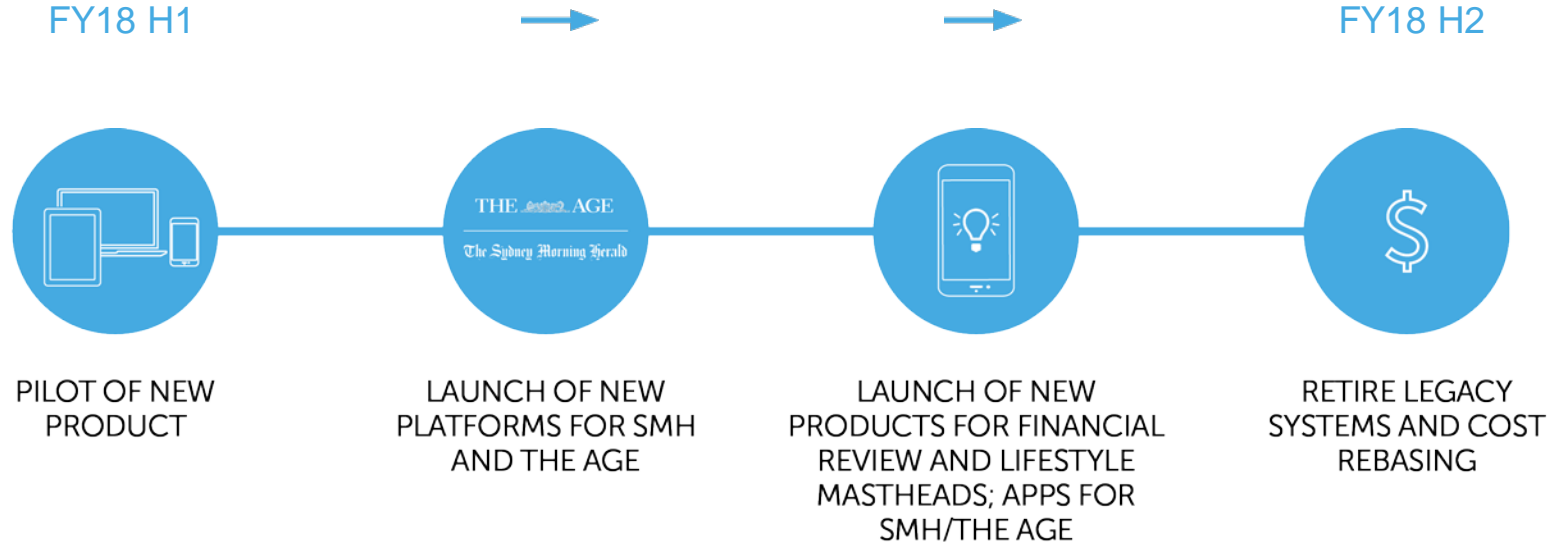 FY18 H1
FY18 H2
THE AGE
The Sydney Morning Herald
$
PILOT OF NEW
PRODUCT
LAUNCH OF NEW
PLATFORMS FOR SMH
AND THE AGE
LAUNCH OF NEW
PRODUCTS FOR FINANCIAL
REVIEW AND LIFESTYLE
MASTHEADS; APPS FOR
SMH/THE AGE
RETIRE LEGACY
SYSTEMS AND COST
REBASING